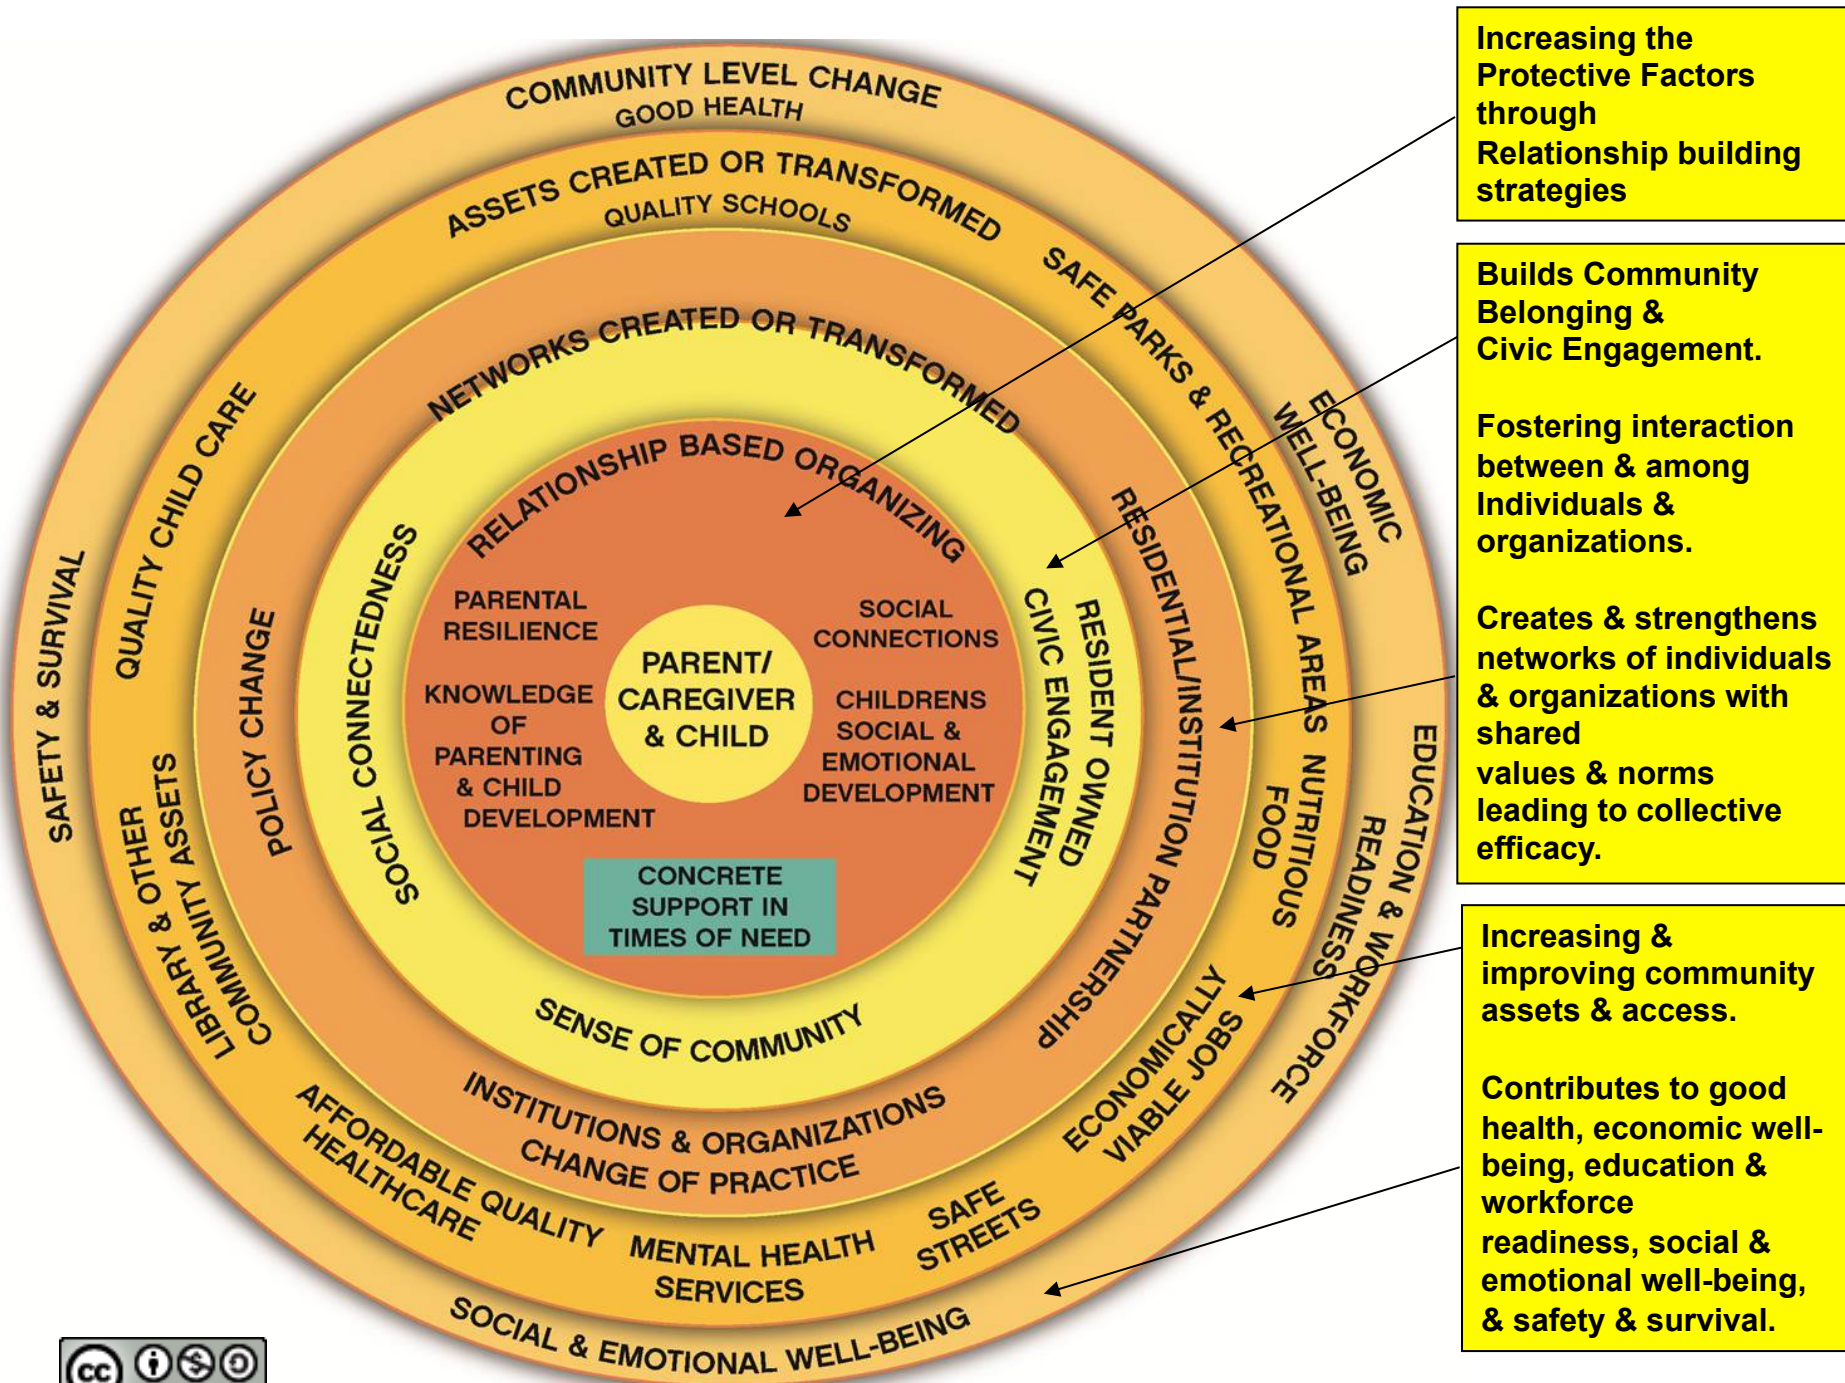 COMMUNITY LEVEL CHANGE
GOOD HEALTH
ECONOMIC
WELL-BEING
EDUCATION & WORKFORCE
READINESS
SOCIAL & EMOTIONAL WELL-BEING
SAFETY & SURVIVAL
ASSETS CREATED OR TRANSFORMED
QUALITY SCHOOLS
SAFE PARKS & RECREATIONAL AREAS
NUTRITIOUS
FOOD
ECONOMICALLY
VIABLE JOBS
SAFE
STREETS
MENTAL HEALTH
SERVICES
AFFORDABLE QUALITY
HEALTHCARE
LIBRARY & OTHER
COMMUNITY ASSETS
QUALITY CHILD CARE
NETWORKS CREATED OR TRANSFORMED
RESIDENTIAL/INSTITUTION PARTNERSHIP
INSTITUTIONS & ORGANIZATIONS
CHANGE OF PRACTICE
POLICY CHANGE
SOCIAL CONNECTEDNESS
RESIDENT OWNED
CIVIC ENGAGEMENT
SENSE OF COMMUNITY
RELATIONSHIP BASED ORGANIZING
PARENTAL
RESILIENCE
SOCIAL
CONNECTIONS
KNOWLEDGE
OF
PARENTING
& CHILD
DEVELOPMENT
PARENT/
CAREGIVER
& CHILD
CHILDRENS
SOCIAL &
EMOTIONAL
DEVELOPMENT
CONCRETE
SUPPORT IN
TIMES OF NEED
Increasing the
Protective Factors
through
Relationship building
strategies
Builds Community
Belonging &
Civic Engagement.
Fostering interaction
between & among
Individuals &
organizations.
Creates & strengthens
networks of individuals
& organizations with
shared
values & norms
leading to collective
efficacy.
Increasing &
improving community
assets & access.
Contributes to good
health, economic well-
being, education &
workforce
readiness, social &
emotional well-being,
& safety & survival.
cc